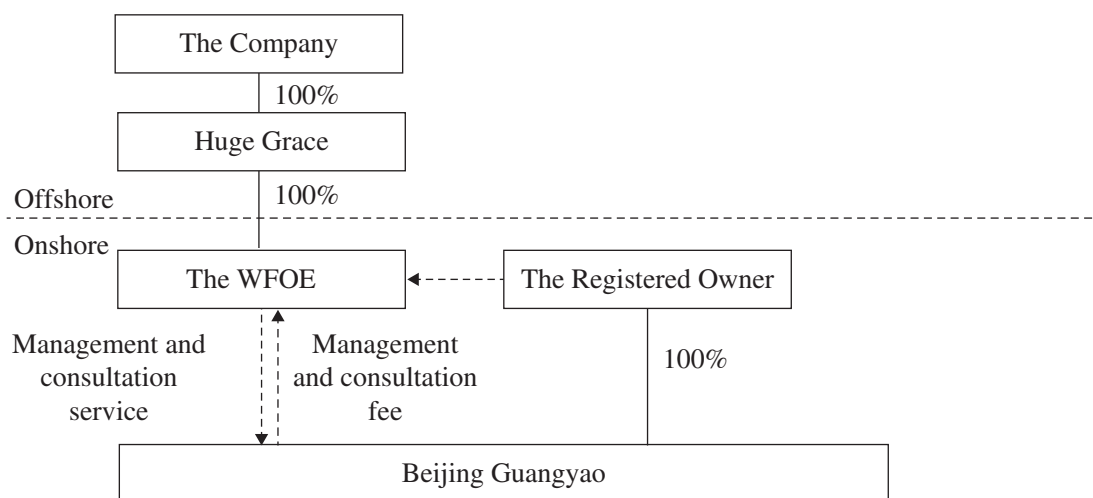 The Company
100%
Huge Grace
100%
Offshore
Onshore
The WFOE
The Registered Owner
Management and
consultation
service
Management
and consultation
fee
100%
Beijing Guangyao